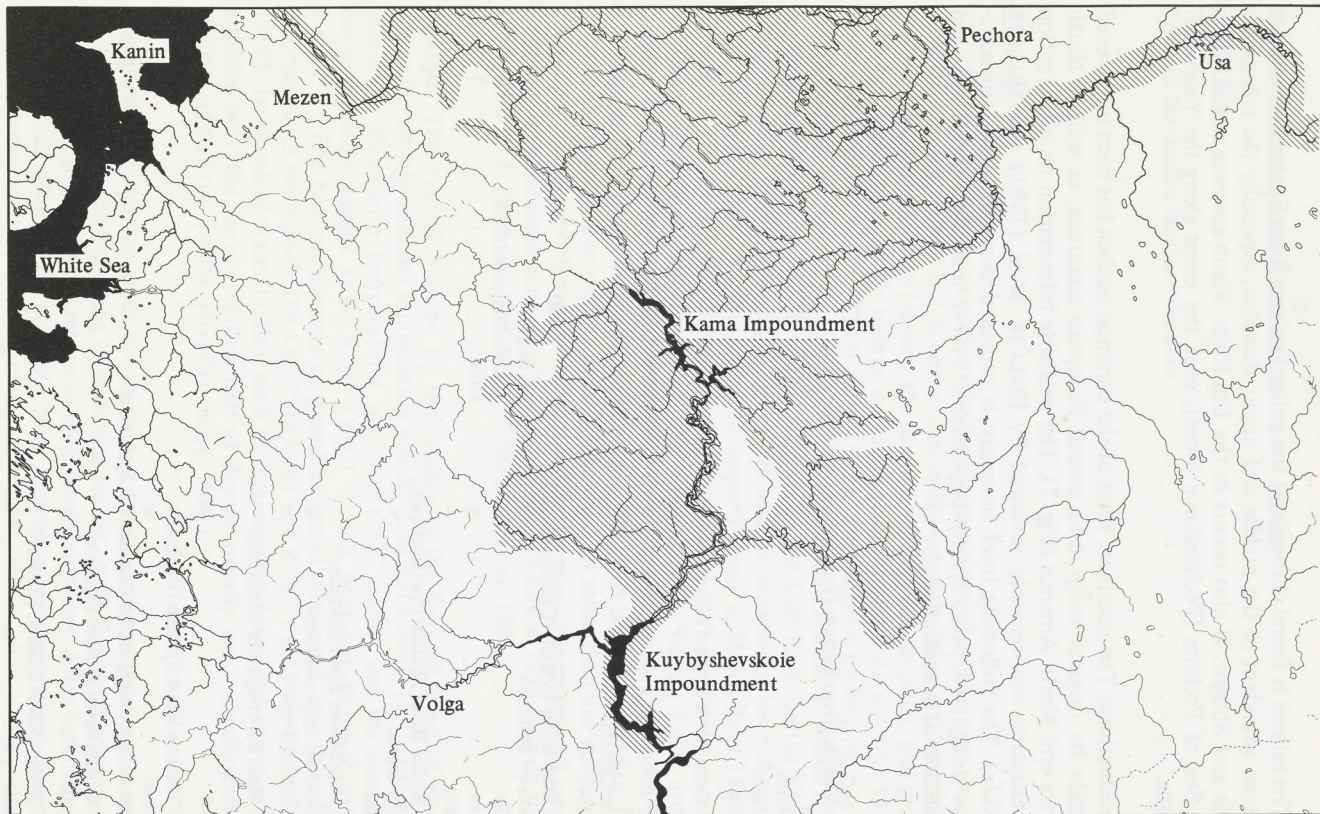 Kanin
Pechora
Usa
Mezen
White Sea
Kama Impoundment
Kuybyshevskoie
Impoundment
Volga